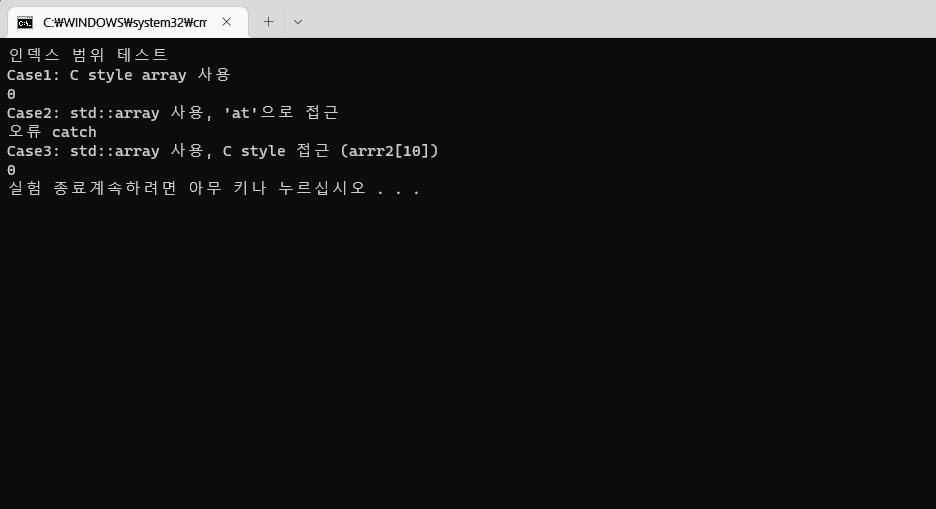 C:₩WINDOWS₩system32₩cm
인덱스 범위 테스트
Case1: C style array 사용
0
Case2: std::array 사용, 'at'으로 접근
오류 catch
Case3: std::array 사용, C style 접근 (arrr2[10])
0
실험 종료계속하려면 아무 키나 누르십시오 . . .